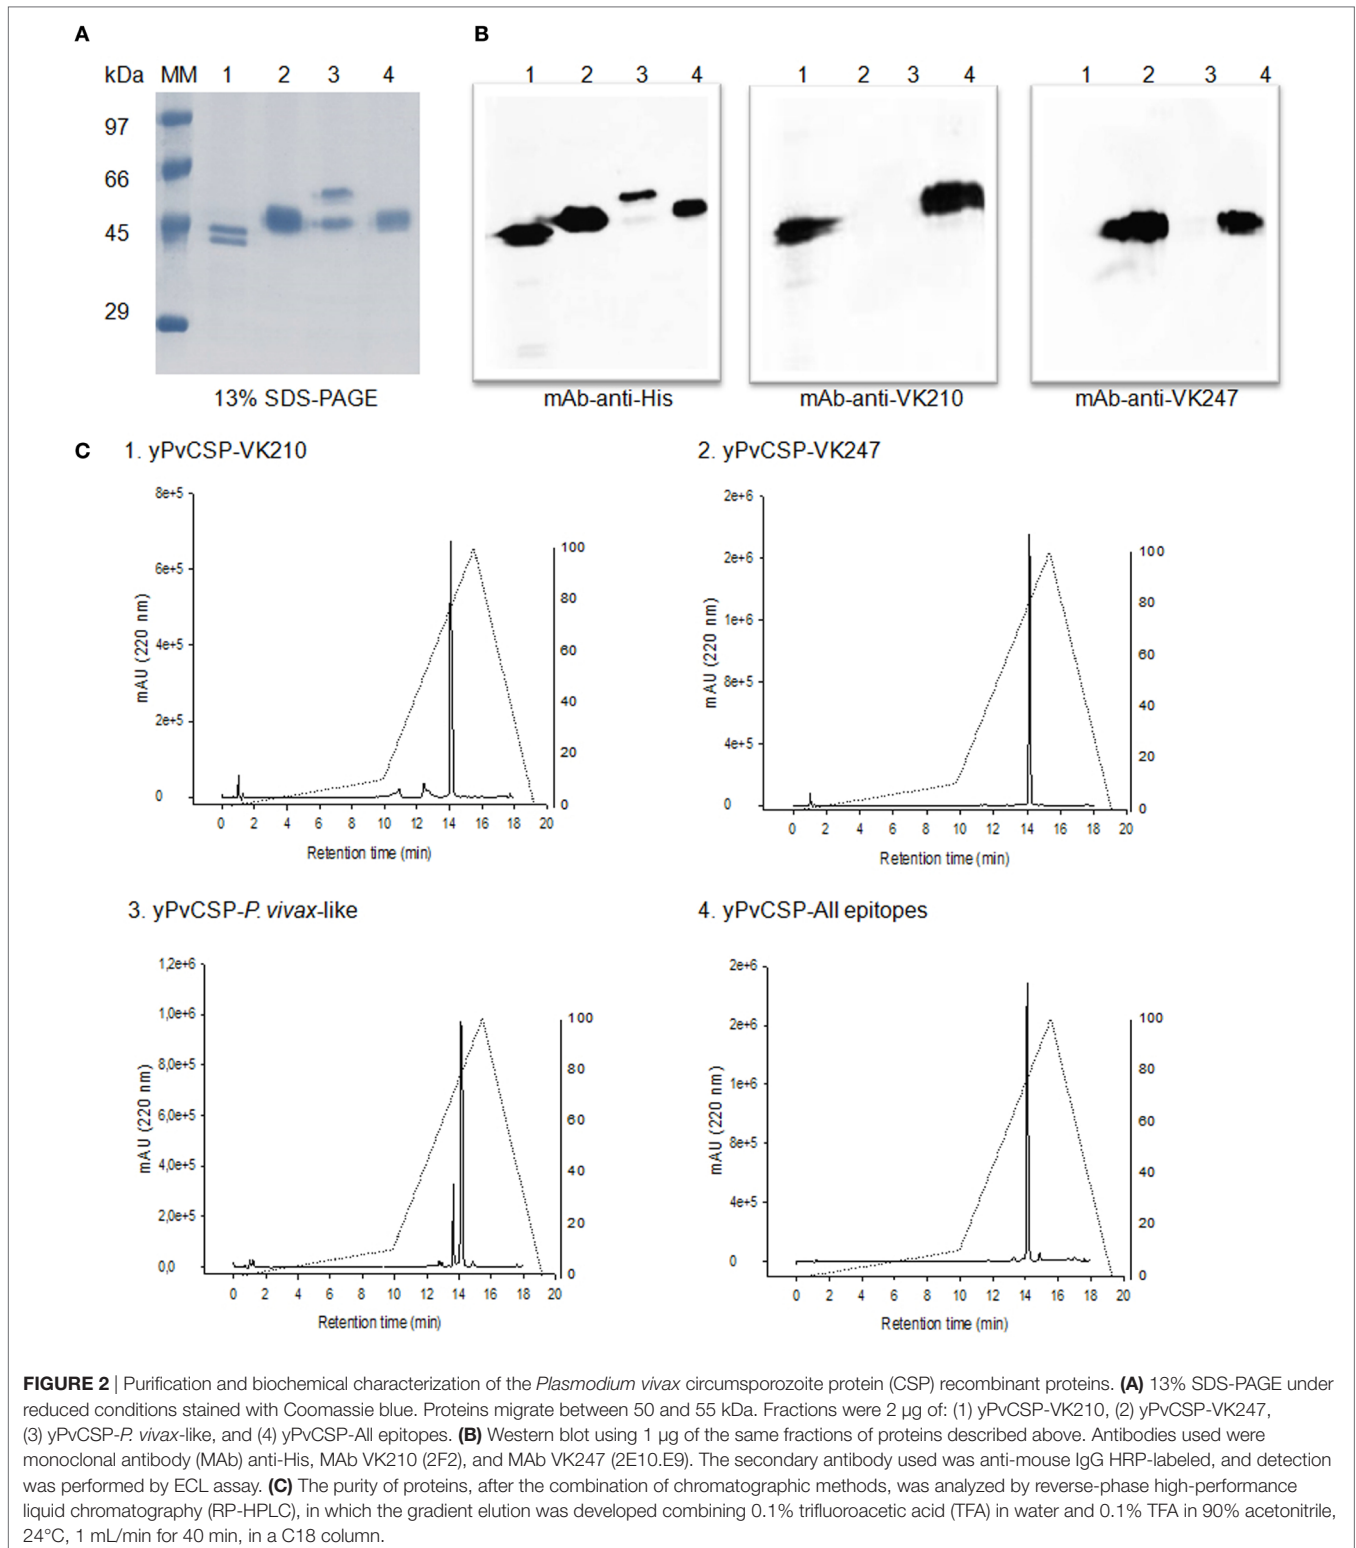 A
B
kDa MM 1 2 3 4
97
66
45
29
13% SDS-PAGE
1 2 3 4
mAb-anti-His
1 2 3 4
mAb-anti-VK210
1 2 3 4
mAb-anti-VK247
C
1. yPvCSP-VK210
8e+5
6e+5
4e+5
2e+5
0
mAU (220 nm)
100
80
60
40
20
0
0 2 4 6 8 10 12 14 16 18 20
Retention time (min)
2. yPvCSP-VK247
2e+6
2e+6
1e+6
8e+5
4e+5
0
mAU (220 nm)
100
80
60
40
20
0
0 2 4 6 8 10 12 14 16 18 20
Retention time (min)
3. yPvCSP-P. vivax-like
1,2e+6
1,0e+6
8,0e+5
6,0e+5
4,0e+5
2,0e+5
0,0
mAU (220 nm)
100
80
60
40
20
0
0 2 4 6 8 10 12 14 16 18 20
Retention time (min)
4. yPvCSP-All epitopes
2e+6
2e+6
1e+6
8e+5
4e+5
0
mAU (220 nm)
100
80
60
40
20
0
0 2 4 6 8 10 12 14 16 18 20
Retention time (min)
FIGURE 2 | Purification and biochemical characterization of the Plasmodium vivax circumsporozoite protein (CSP) recombinant proteins. (A) 13% SDS-PAGE under
reduced conditions stained with Coomassie blue. Proteins migrate between 50 and 55 kDa. Fractions were 2 μg of: (1) yPvCSP-VK210, (2) yPvCSP-VK247,
(3) yPvCSP-P. vivax-like, and (4) yPvCSP-All epitopes. (B) Western blot using 1 μg of the same fractions of proteins described above. Antibodies used were
monoclonal antibody (MAb) anti-His, MAb VK210 (2F2), and MAb VK247 (2E10.E9). The secondary antibody used was anti-mouse IgG HRP-labeled, and detection
was performed by ECL assay. (C) The purity of proteins, after the combination of chromatographic methods, was analyzed by reverse-phase high-performance
liquid chromatography (RP-HPLC), in which the gradient elution was developed combining 0.1% trifluoroacetic acid (TFA) in water and 0.1% TFA in 90% acetonitrile,
24°C, 1 mL/min for 40 min, in a C18 column.